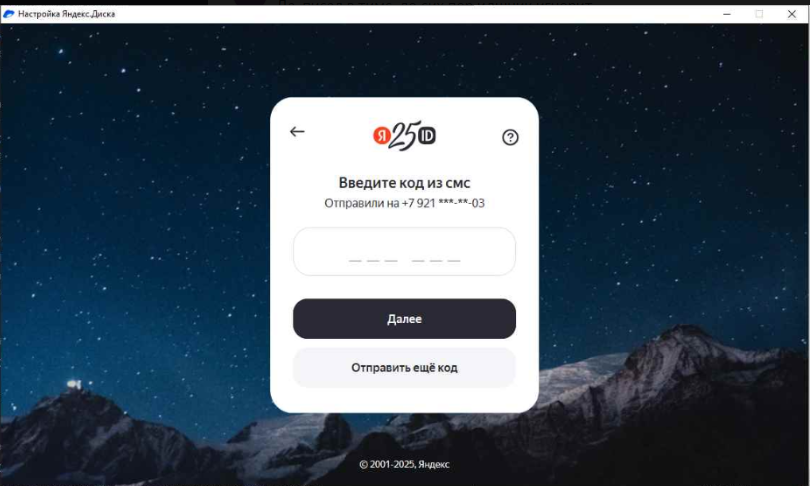 Настройка Яндекс.Диска
Я 25 ID
Введите код из смс
Отправили на +7 921 ***-**-03
Далее
Отправить ещё код
© 2001-2025, Яндекс